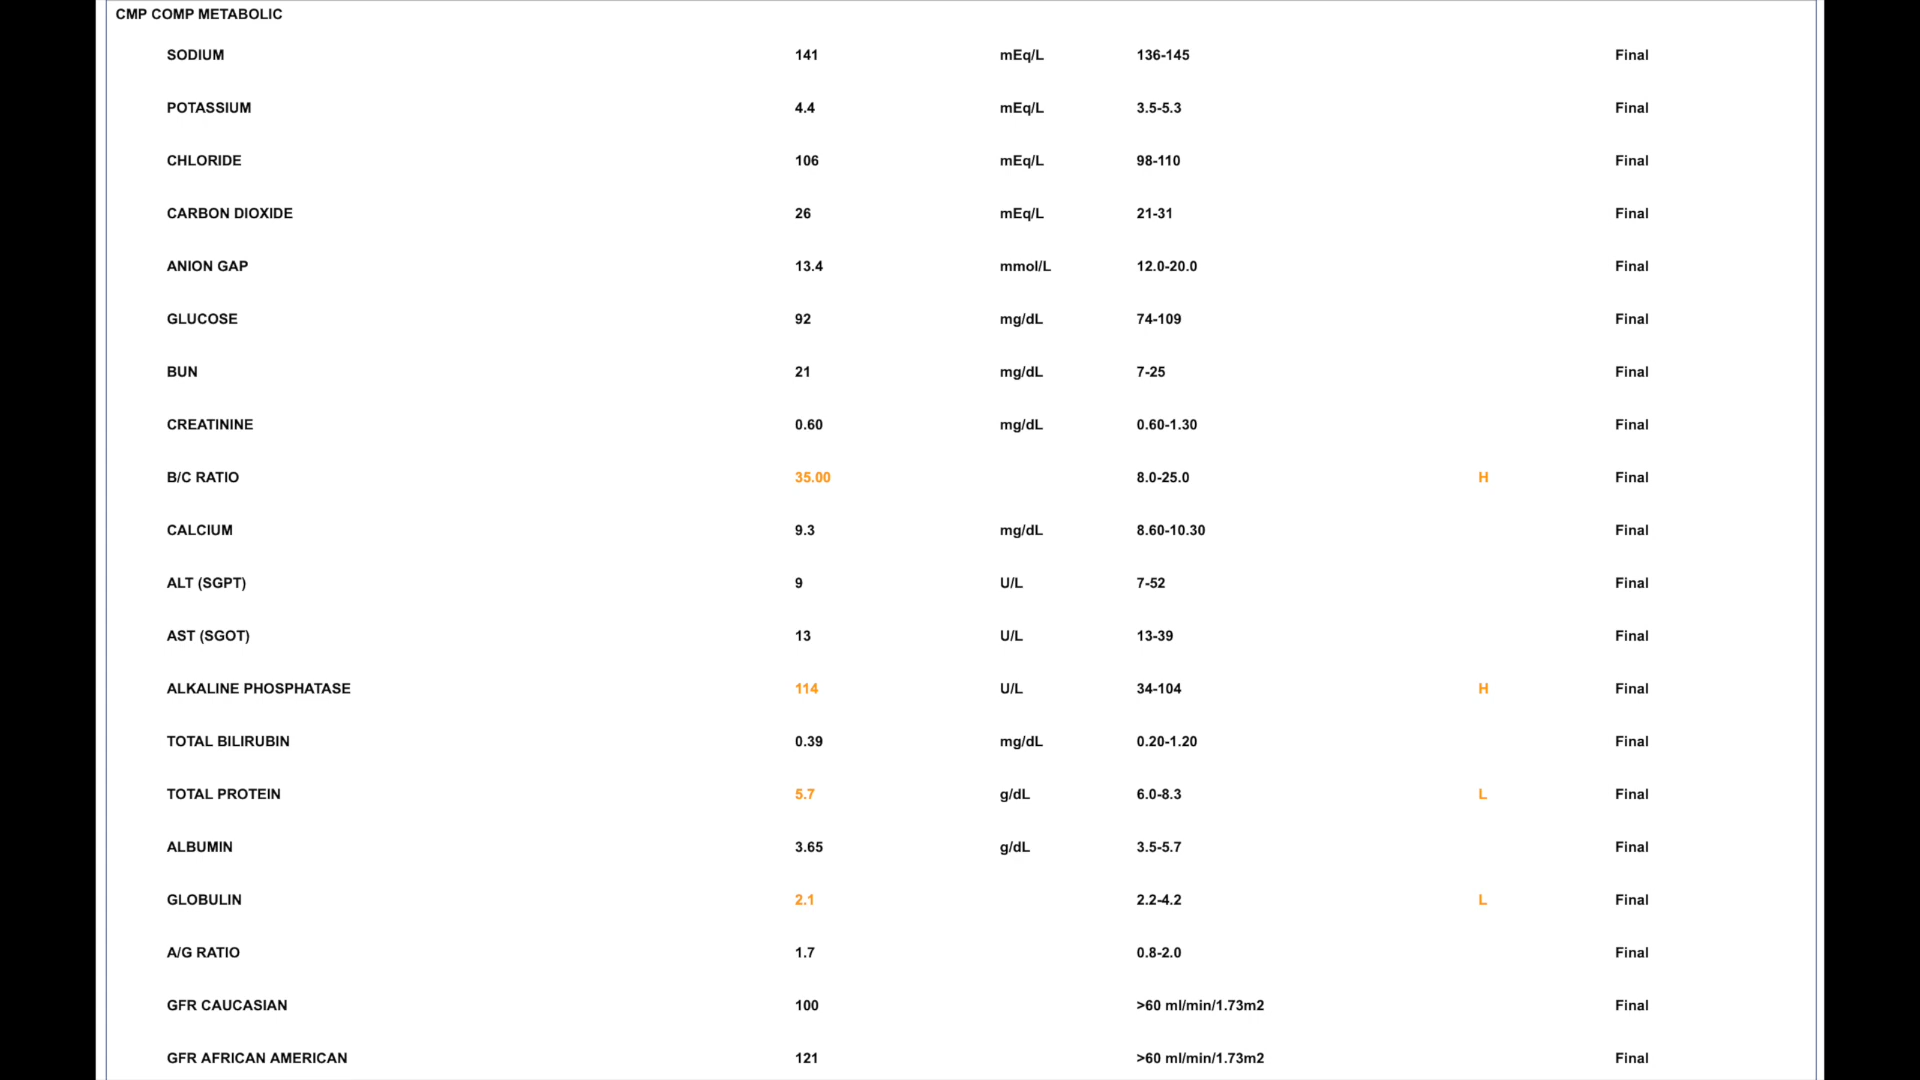 CMP COMP METABOLIC
SODIUM 141 mEq/L 136-145 Final
POTASSIUM 4.4 mEq/L 3.5-5.3 Final
CHLORIDE 106 mEq/L 98-110 Final
CARBON DIOXIDE 26 mEq/L 21-31 Final
ANION GAP 13.4 mmol/L 12.0-20.0 Final
GLUCOSE 92 mg/dL 74-109 Final
BUN 21 mg/dL 7-25 Final
CREATININE 0.60 mg/dL 0.60-1.30 Final
B/C RATIO 35.00 8.0-25.0 H Final
CALCIUM 9.3 mg/dL 8.60-10.30 Final
ALT (SGPT) 9 U/L 7-52 Final
AST (SGOT) 13 U/L 13-39 Final
ALKALINE PHOSPHATASE 114 U/L 34-104 H Final
TOTAL BILIRUBIN 0.39 mg/dL 0.20-1.20 Final
TOTAL PROTEIN 5.7 g/dL 6.0-8.3 L Final
ALBUMIN 3.65 g/dL 3.5-5.7 Final
GLOBULIN 2.1 2.2-4.2 L Final
A/G RATIO 1.7 0.8-2.0 Final
GFR CAUCASIAN 100 >60 ml/min/1.73m2 Final
GFR AFRICAN AMERICAN 121 >60 ml/min/1.73m2 Final